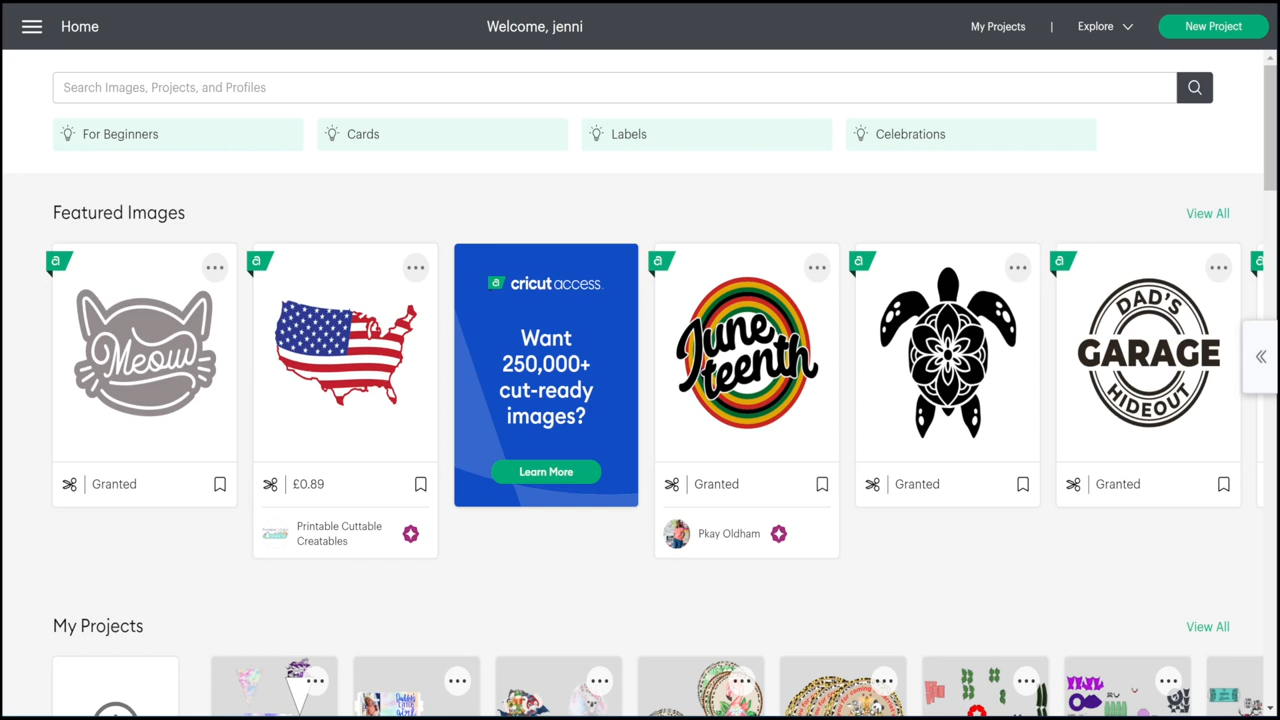 Home
Welcome, jenni
My Projects
|
Explore
New Project
Search Images, Projects, and Profiles
For Beginners
Cards
Labels
Celebrations
Featured Images
View All
a
Meow
Granted
a
£0.89
Printable Cuttable
Creatables
a cricut access.
Want
250,000+
cut-ready
images?
Learn More
a
June
teenth
Granted
Pkay Oldham
a
Granted
a
DAD'S
GARAGE
HIDEOUT
Granted
My Projects
View All